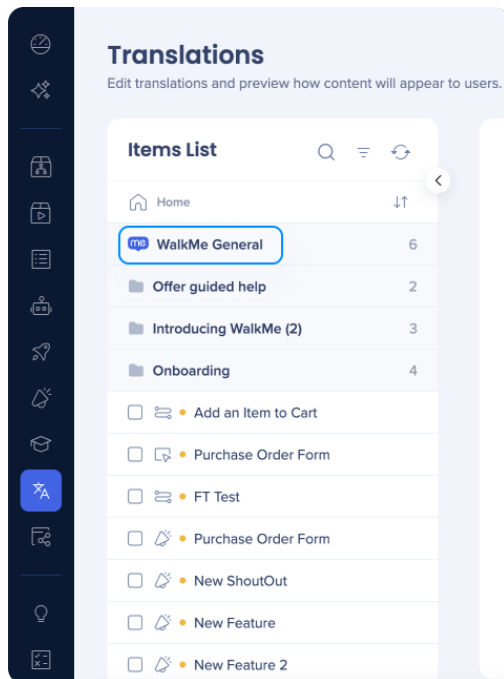 Translations
Edit translations and preview how content will appear to users.
Items List
Home
me WalkMe General 6
Offer guided help 2
Introducing WalkMe (2) 3
Onboarding 4
Add an Item to Cart
Purchase Order Form
FT Test
Purchase Order Form
New ShoutOut
New Feature
New Feature 2